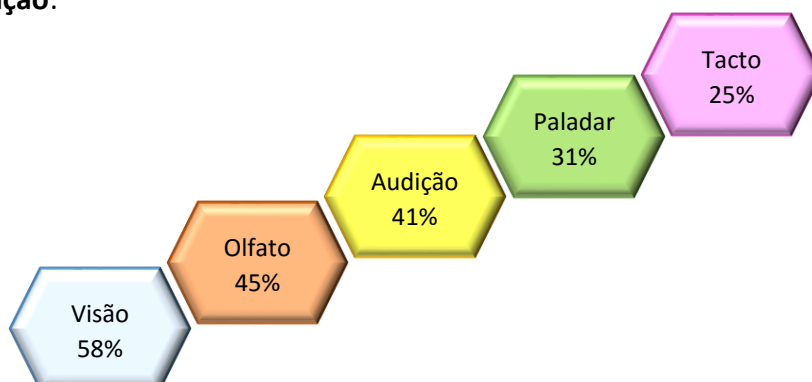 Tacto
25%
Paladar
31%
Audição
41%
Olfato
45%
Visão
58%